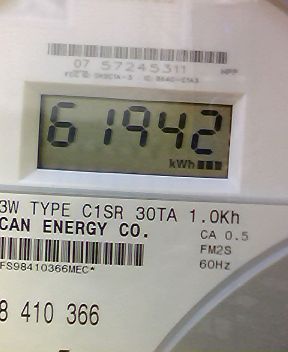 07 57245311
61942
kWh
3W TYPE C1SR 30TA 1.0Kh
CAN ENERGY CO.
CA 0.5
FM2S
60Hz
FS98410366MEC*
8 410 366